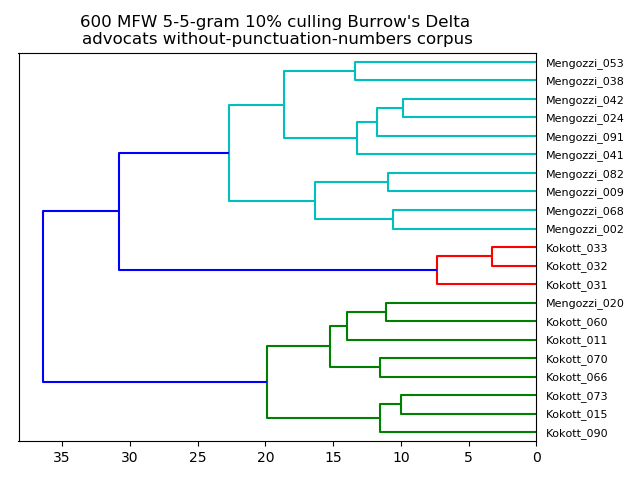 600 MFW 5-5-gram 10% culling Burrow's Delta
advocats without-punctuation-numbers corpus
Mengozzi_053
Mengozzi_038
Mengozzi_042
Mengozzi_024
Mengozzi_091
Mengozzi_041
Mengozzi_082
Mengozzi_009
Mengozzi_068
Mengozzi_002
Kokott_033
Kokott_032
Kokott_031
Mengozzi_020
Kokott_060
Kokott_011
Kokott_070
Kokott_066
Kokott_073
Kokott_015
Kokott_090
35 30 25 20 15 10 5 0